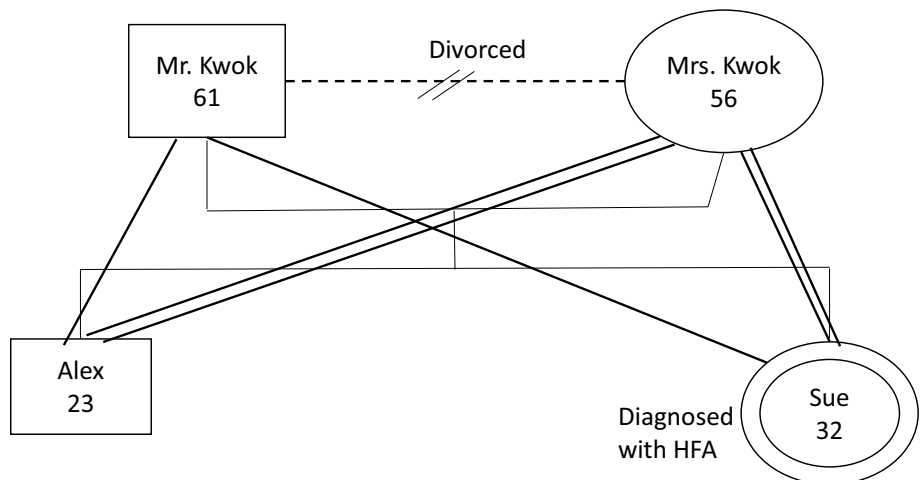 Divorced
Mr. Kwok
61
Mrs. Kwok
56
Alex
23
Diagnosed
with HFA
Sue
32